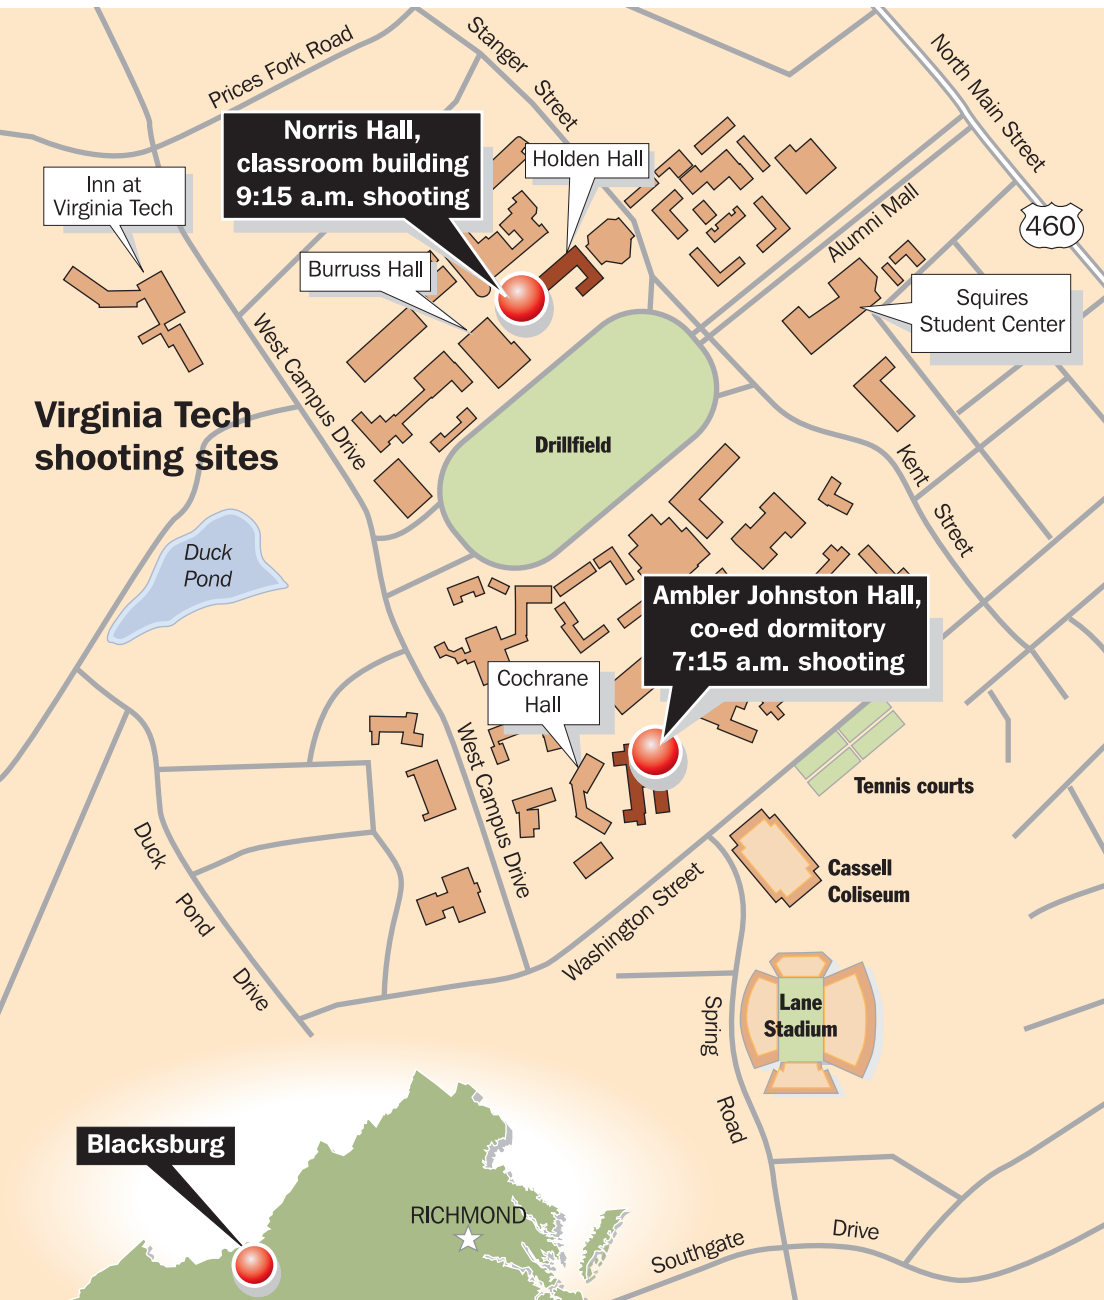 Prices Fork Road
Stanger Street
North Main Street
Norris Hall,
classroom building
9:15 a.m. shooting
Holden Hall
Inn at
Virginia Tech
Alumni Mall
460
Burruss Hall
Squires
Student Center
West Campus Drive
Virginia Tech
shooting sites
Drillfield
Kent Street
Duck
Pond
Ambler Johnston Hall,
co-ed dormitory
7:15 a.m. shooting
Cochrane
Hall
West Campus Drive
Tennis courts
Duck Pond Drive
Cassell
Coliseum
Washington Street
Lane
Stadium
Spring Road
Blacksburg
RICHMOND
Southgate Drive